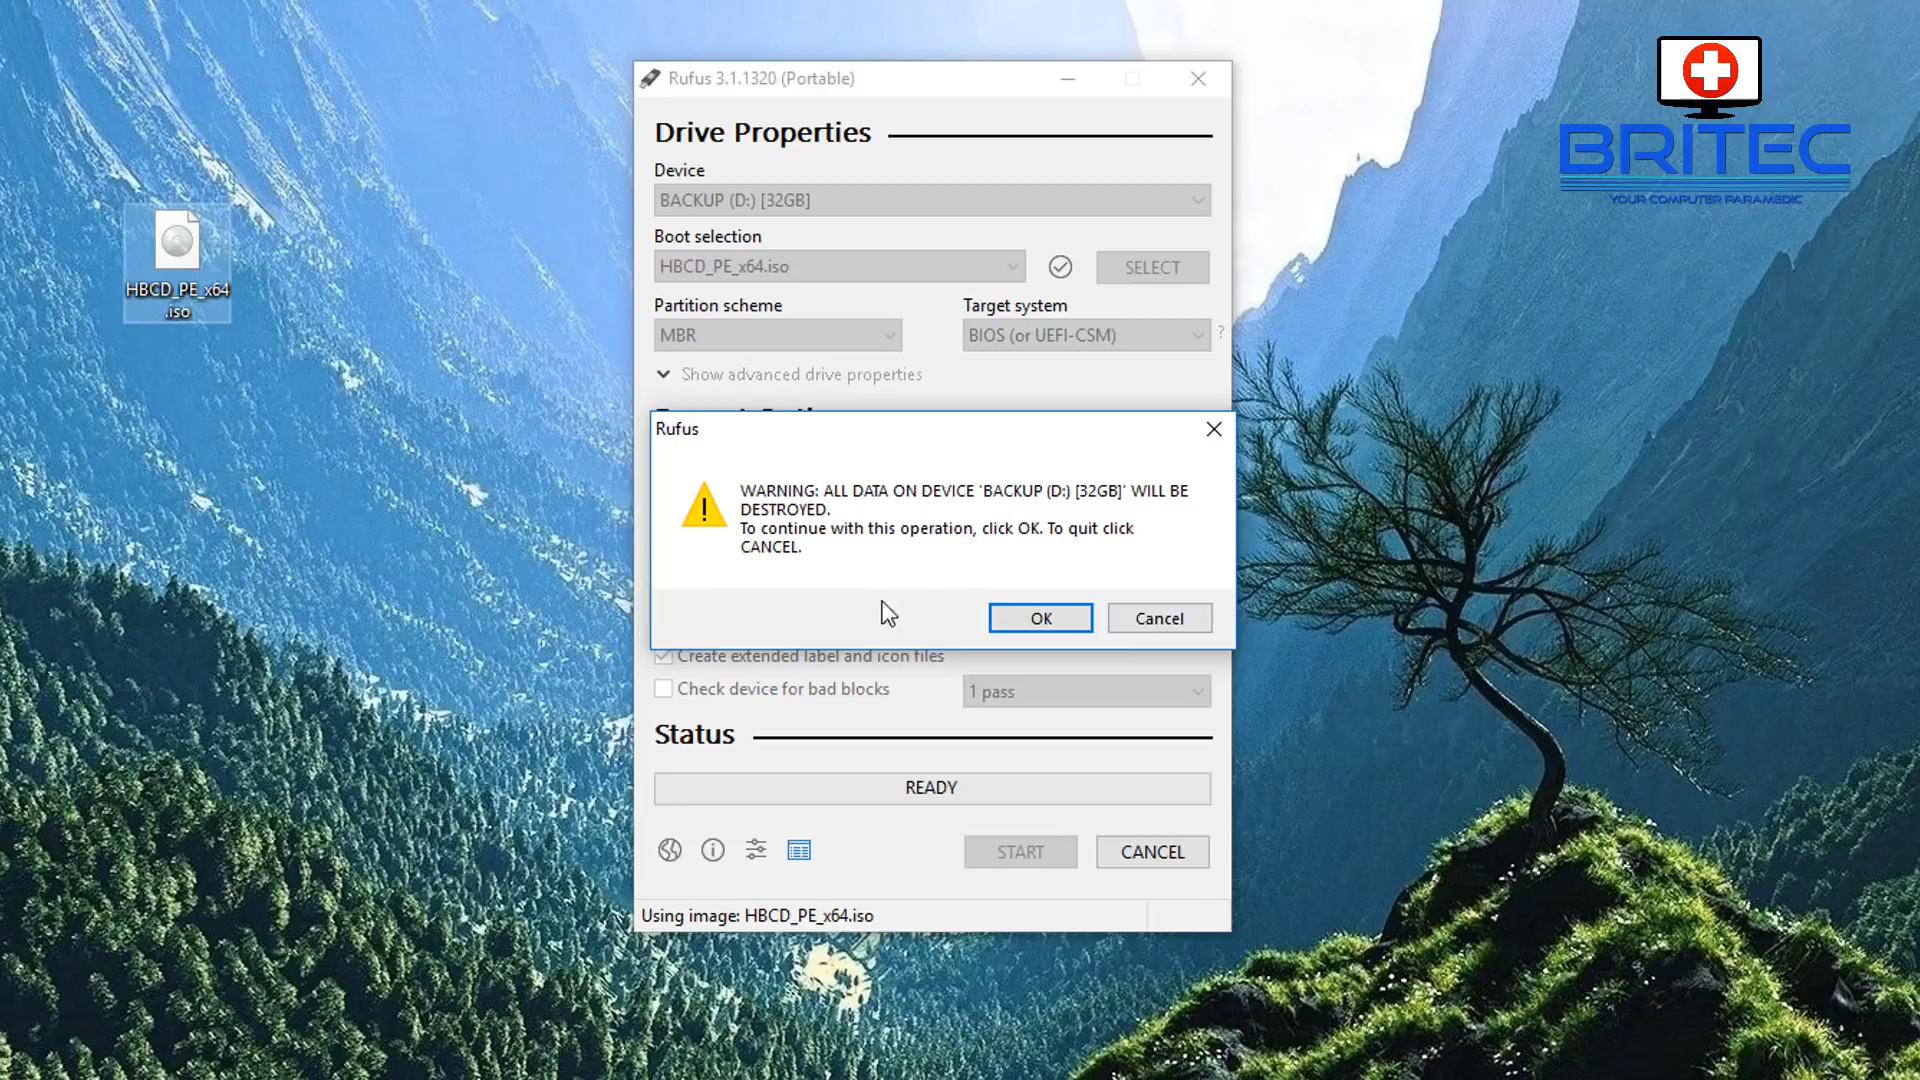 BRITEC
YOUR COMPUTER PARAMEDIC
HBCD_PE_x64
.iso
Rufus 3.1.1320 (Portable)
Drive Properties
Device
BACKUP (D:) [32GB]
Boot selection
HBCD_PE_x64.iso
SELECT
Partition scheme
Target system
MBR
BIOS (or UEFI-CSM)
?
Show advanced drive properties
Rufus
WARNING: ALL DATA ON DEVICE 'BACKUP (D:) [32GB]' WILL BE
DESTROYED.
To continue with this operation, click OK. To quit click
CANCEL.
OK
Cancel
Create extended label and icon files
Check device for bad blocks
1 pass
Status
READY
START
CANCEL
Using image: HBCD_PE_x64.iso